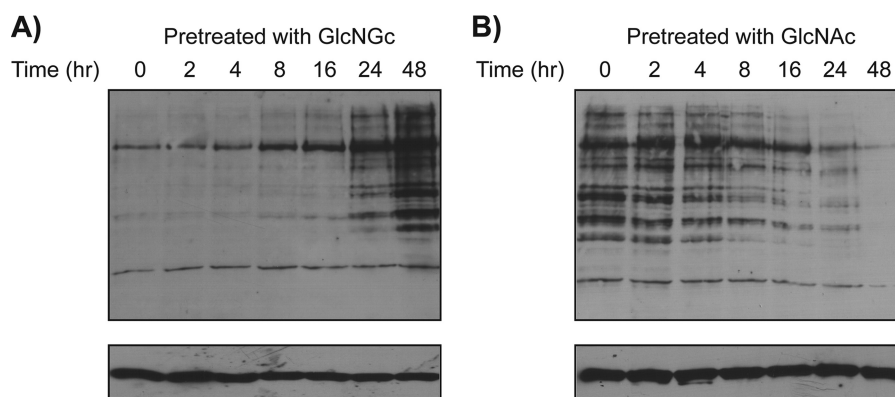 A)
Pretreated with GlcNGc
Time (hr) 0 2 4 8 16 24 48
B)
Pretreated with GlcNAc
Time (hr) 0 2 4 8 16 24 48